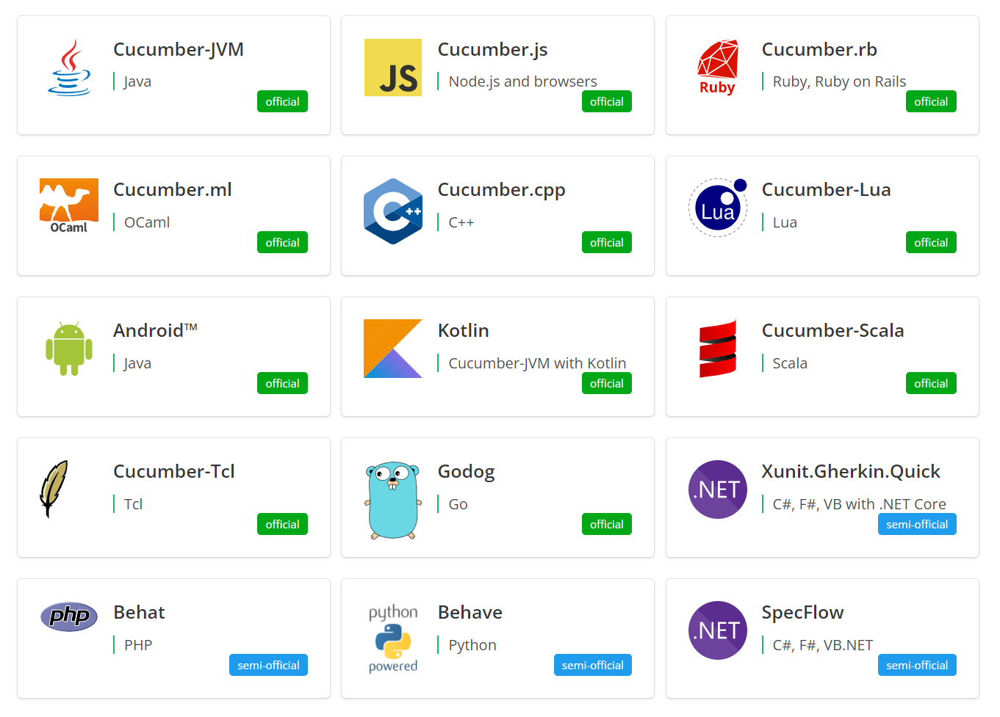 Cucumber-JVM
Java
official
JS
Cucumber.js
Node.js and browsers
official
Ruby
Cucumber.rb
Ruby, Ruby on Rails
official
OCaml
Cucumber.ml
OCaml
official
C++
Cucumber.cpp
C++
official
Lua
Cucumber-Lua
Lua
official
Android™
Java
official
Kotlin
Cucumber-JVM with Kotlin
official
Cucumber-Scala
Scala
official
Cucumber-Tcl
Tcl
official
Godog
Go
official
.NET
Xunit.Gherkin.Quick
C#, F#, VB with .NET Core
semi-official
php
Behat
PHP
semi-official
python
powered
Behave
Python
semi-official
.NET
SpecFlow
C#, F#, VB.NET
semi-official